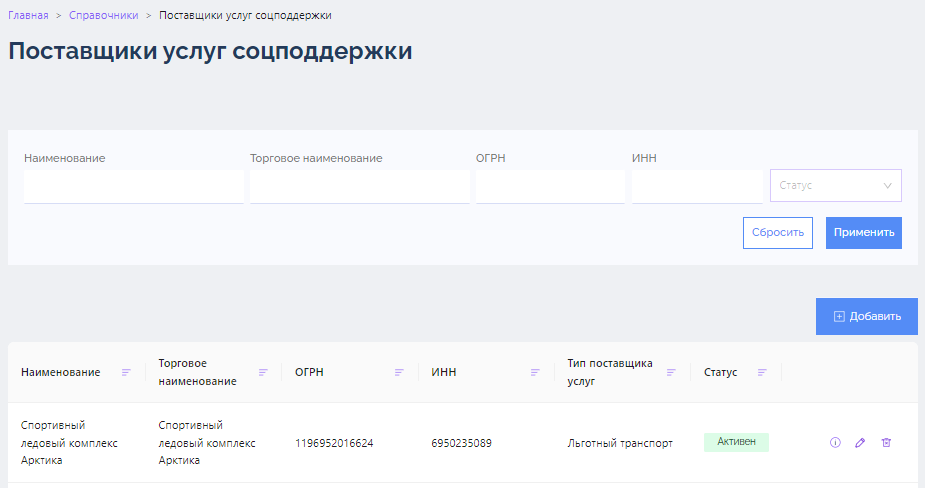 Главная > Справочники > Поставщики услуг соцподдержки
Поставщики услуг соцподдержки
Наименование Торговое наименование ОГРН ИНН
Статус
Сбросить Применить
Добавить
Наименование Торговое наименование ОГРН ИНН Тип поставщика услуг Статус
Спортивный ледовый комплекс Арктика Спортивный ледовый комплекс Арктика 1196952016624 6950235089 Льготный транспорт Активен